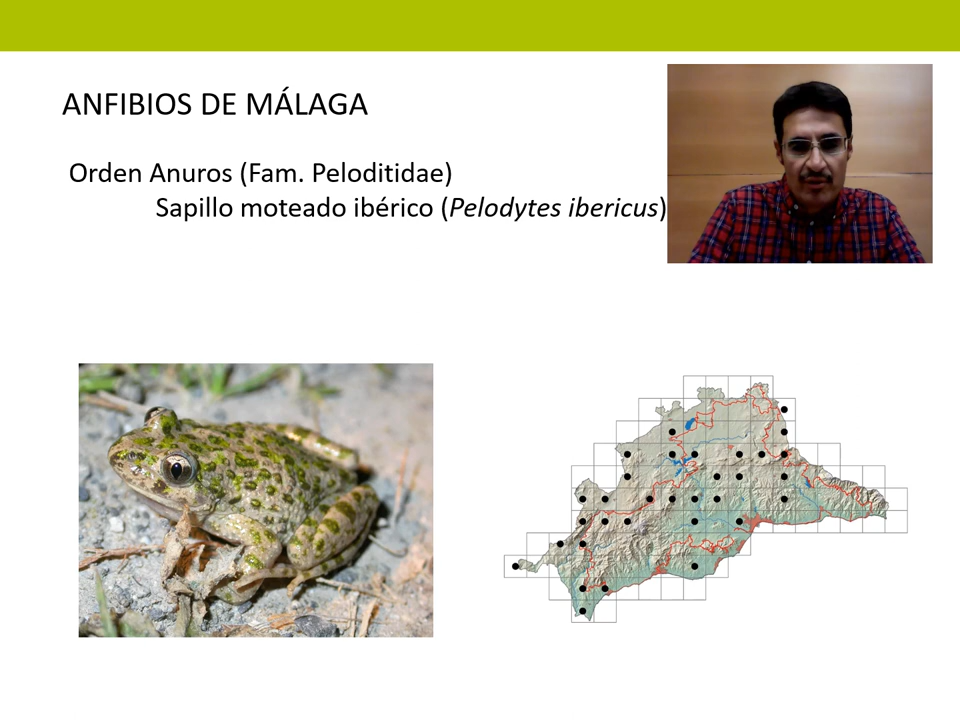 ANFIBIOS DE MÁLAGA
Orden Anuros (Fam. Peloditidae)
Sapillo moteado ibérico (Pelodytes ibericus)